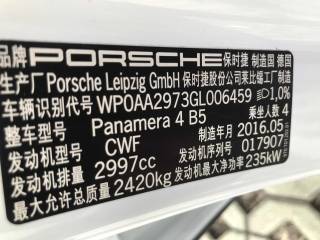 品牌 PORSCHE 保时捷 制造国 德国
生产厂 Porsche Leipzig GmbH 保时捷股份公司莱比锡工厂制造
车辆识别代号 WP0AA2973GL006459 1,0%
整车型号 Panamera 4 B5 乘坐人数 4
发动机型号 CWF 制造年月 2016.05
发动机排量 2997cc 发动机序列号 017907
最大允许总质量 2420kg 发动机最大净功率 235kW